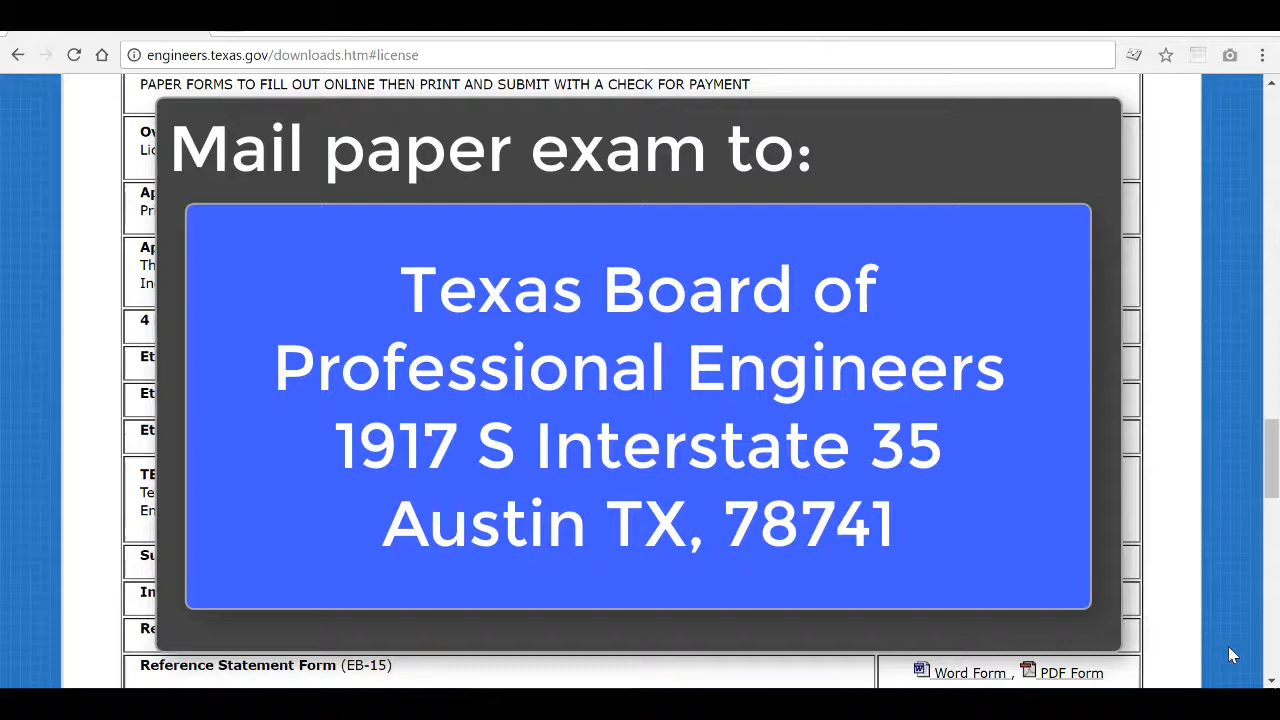 engineers.texas.gov/downloads.htm#license
PAPER FORMS TO FILL OUT ONLINE THEN PRINT AND SUBMIT WITH A CHECK FOR PAYMENT
Mail paper exam to:
Texas Board of
Professional Engineers
1917 S Interstate 35
Austin TX, 78741
4
Reference Statement Form (EB-15)
Word Form , PDF Form